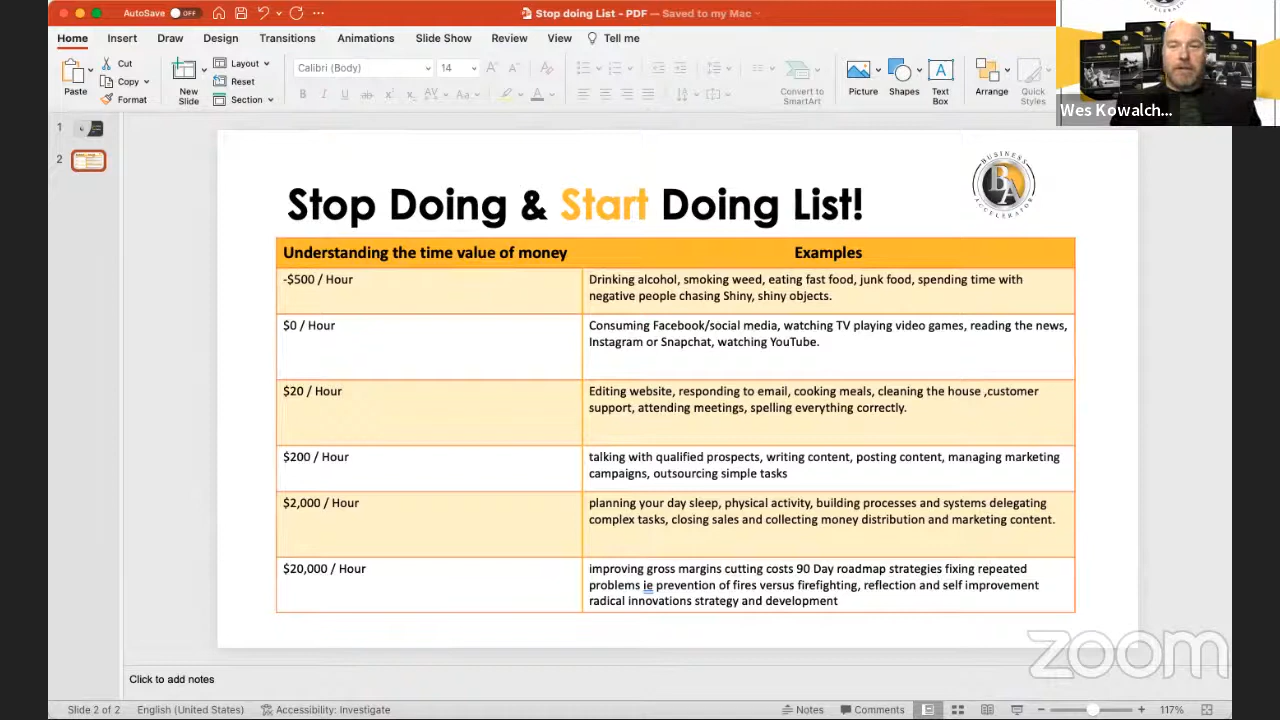 AutoSave OFF
Stop doing List - PDF — Saved to my Mac
Home Insert Draw Design Transitions Animations Slide Show Review View Tell me
Paste
Cut
Copy
Format
New
Slide
Layout
Reset
Section
Calibri (Body)
Convert to
SmartArt
Picture
Shapes
Text
Box
Arrange
Quick
Styles
Wes Kowalch...
1
2
Stop Doing & Start Doing List!
BUSINESS
BA
ACCELERATOR
Understanding the time value of money
Examples
-$500 / Hour
Drinking alcohol, smoking weed, eating fast food, junk food, spending time with
negative people chasing Shiny, shiny objects.
$0 / Hour
Consuming Facebook/social media, watching TV playing video games, reading the news,
Instagram or Snapchat, watching YouTube.
$20 / Hour
Editing website, responding to email, cooking meals, cleaning the house ,customer
support, attending meetings, spelling everything correctly.
$200 / Hour
talking with qualified prospects, writing content, posting content, managing marketing
campaigns, outsourcing simple tasks
$2,000 / Hour
planning your day sleep, physical activity, building processes and systems delegating
complex tasks, closing sales and collecting money distribution and marketing content.
$20,000 / Hour
improving gross margins cutting costs 90 Day roadmap strategies fixing repeated
problems ie prevention of fires versus firefighting, reflection and self improvement
radical innovations strategy and development
zoom
Click to add notes
Slide 2 of 2 English (United States) Accessibility: Investigate Notes Comments 117%